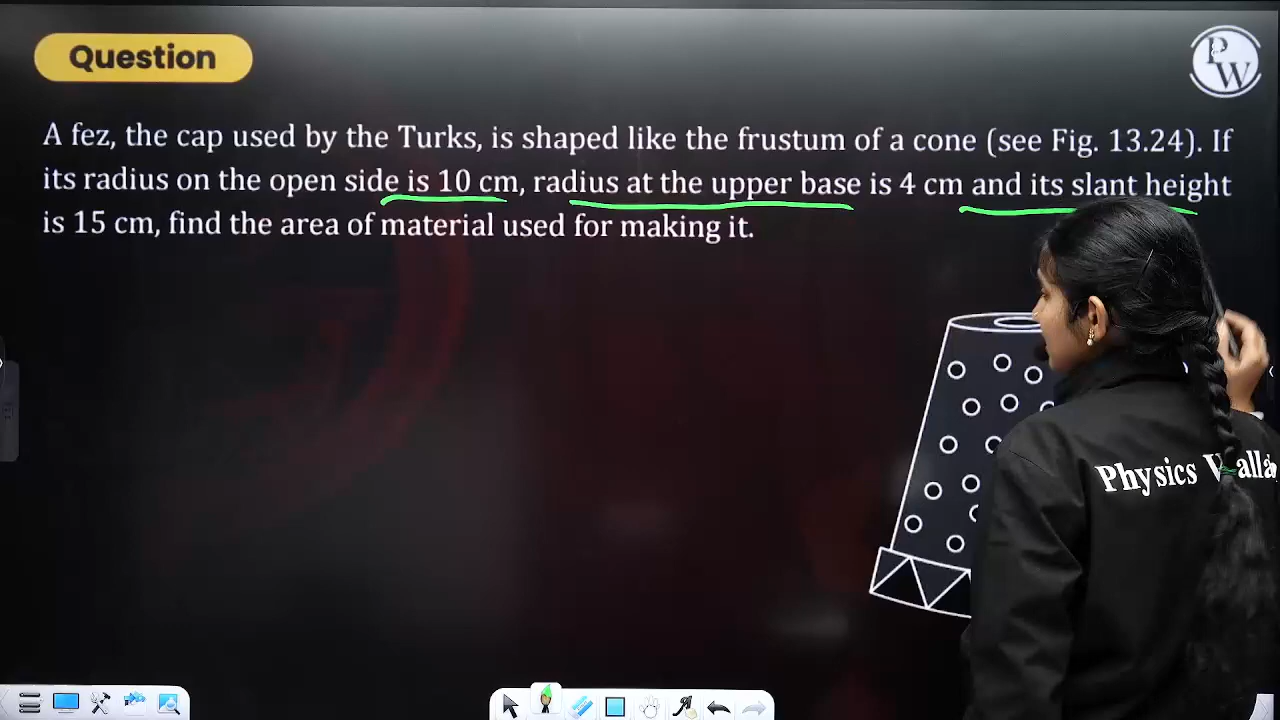 Question
PW
A fez, the cap used by the Turks, is shaped like the frustum of a cone (see Fig. 13.24). If
its radius on the open side is 10 cm, radius at the upper base is 4 cm and its slant height
is 15 cm, find the area of material used for making it.
Physics Walla